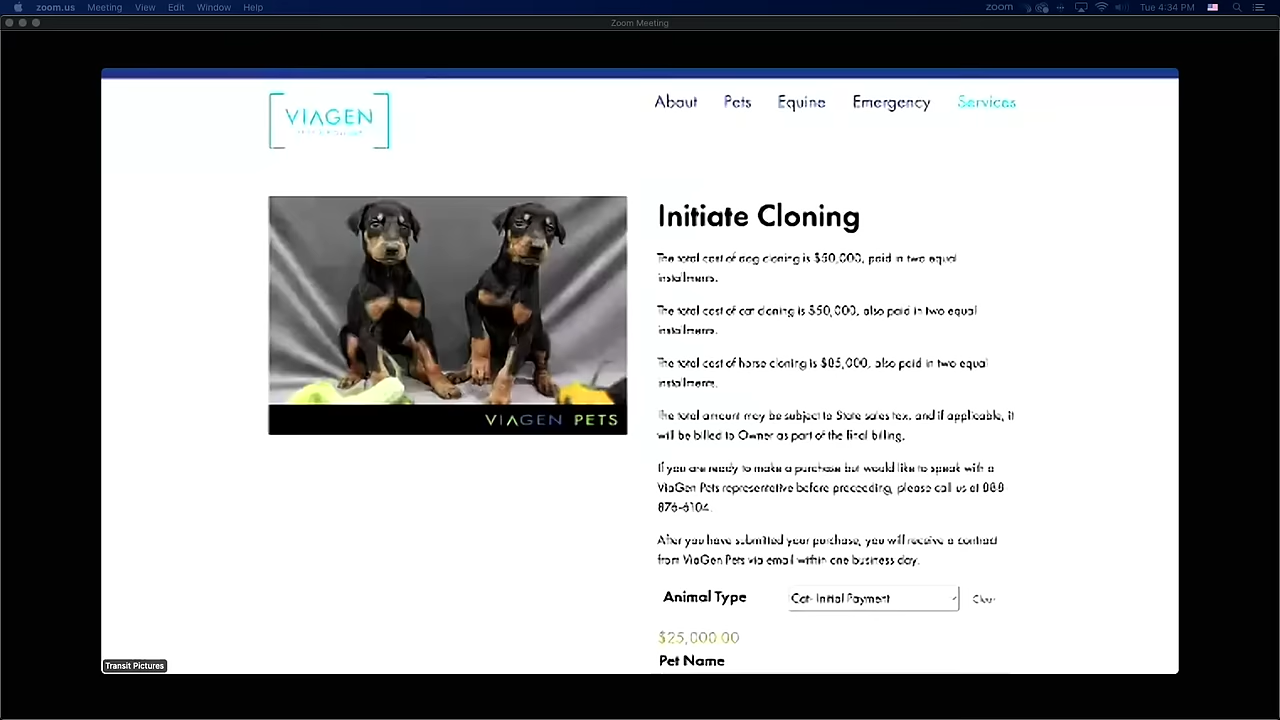 zoom.us Meeting View Edit Window Help
zoom Tue 4:34 PM
Zoom Meeting
VIAGEN
About Pets Equine Emergency Services
VIAGEN PETS
Initiate Cloning
The total cost of dog cloning is $50,000, paid in two equal
installments.
The total cost of cat cloning is $50,000, also paid in two equal
installments.
The total cost of horse cloning is $85,000, also paid in two equal
installments.
The total amount may be subject to State sales tax. and if applicable, it
will be billed to Owner as part of the final billing.
If you are ready to make a purchase but would like to speak with a
ViaGen Pets representative before proceeding, please call us at 888
876-6104.
After you have submitted your purchase, you will receive a contract
from ViaGen Pets via email within one business day.
Animal Type Cat- Initial Payment Clear
$25,000.00
Pet Name
Transit Pictures